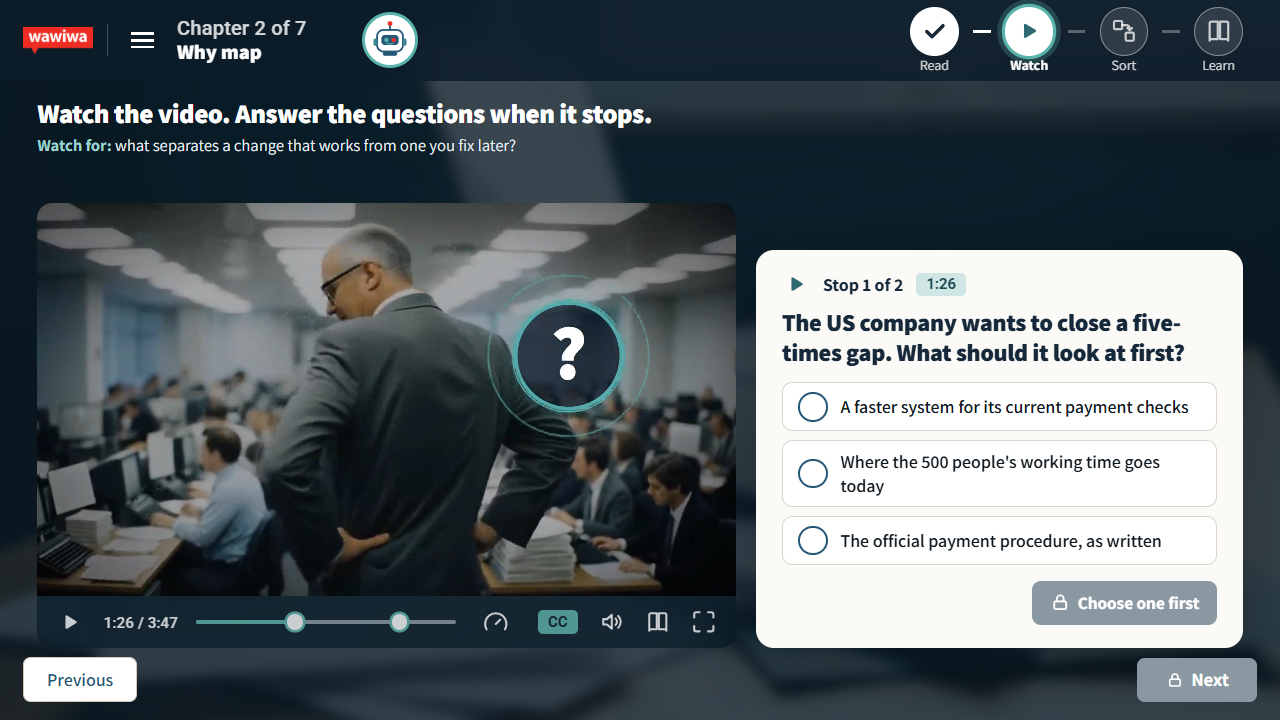 wawiwa
Chapter 2 of 7
Why map
Read
Watch
Sort
Learn
Watch the video. Answer the questions when it stops.
Watch for: what separates a change that works from one you fix later?
?
Stop 1 of 2
1:26
The US company wants to close a five-
times gap. What should it look at first?
A faster system for its current payment checks
Where the 500 people's working time goes
today
The official payment procedure, as written
Choose one first
1:26 / 3:47
CC
Previous
Next